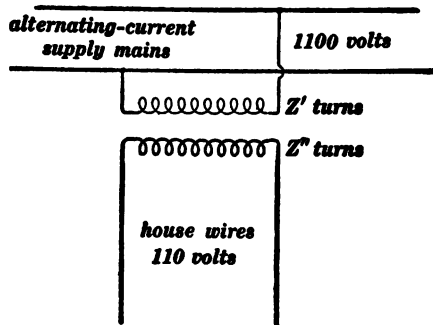 alternating-current
supply mains
1100 volts
Z' turns
Z" turns
house wires
110 volts